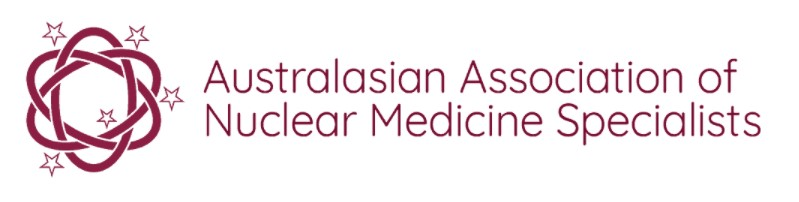 Australasian Association of
Nuclear Medicine Specialists